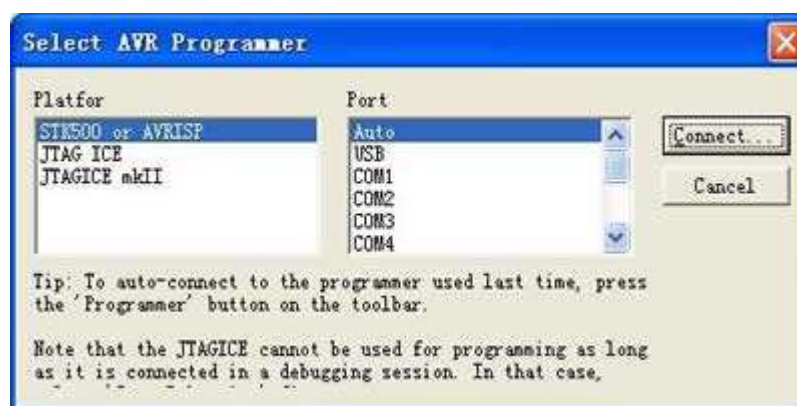 Select AVR Programmer
Platfor
Port
STK500 or AVRISP
JTAG ICE
JTAGICE mkII
Auto
USB
COM1
COM2
COM3
COM4
Connect...
Cancel
Tip: To auto-connect to the programmer used last time, press
the 'Programmer' button on the toolbar.
Note that the JTAGICE cannot be used for programming as long
as it is connected in a debugging session. In that case,